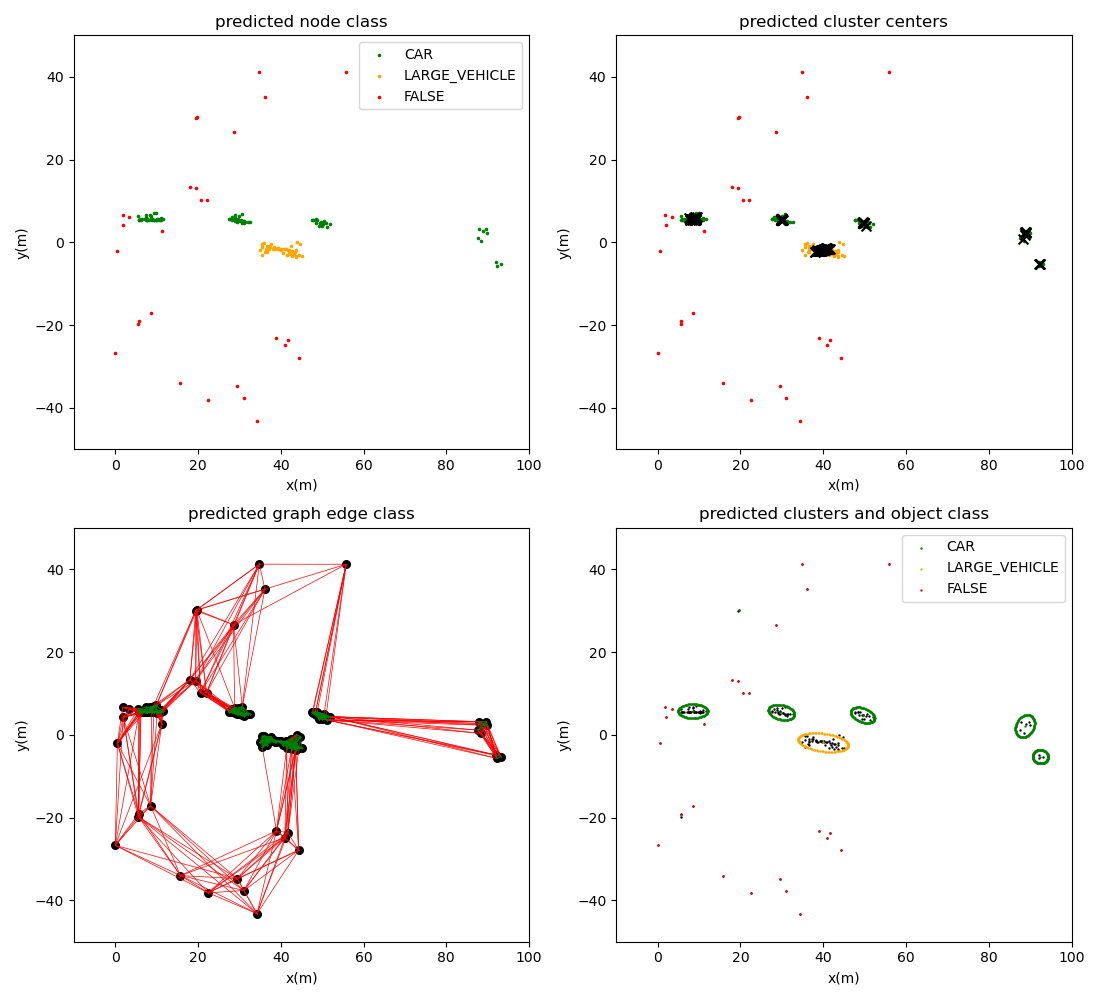 predicted node class
CAR
LARGE_VEHICLE
FALSE
40
20
0
−20
−40
y(m)
0 20 40 60 80 100
x(m)
predicted cluster centers
40
20
0
−20
−40
y(m)
0 20 40 60 80 100
x(m)
predicted graph edge class
40
20
0
−20
−40
y(m)
0 20 40 60 80 100
x(m)
predicted clusters and object class
CAR
LARGE_VEHICLE
FALSE
40
20
0
−20
−40
y(m)
0 20 40 60 80 100
x(m)